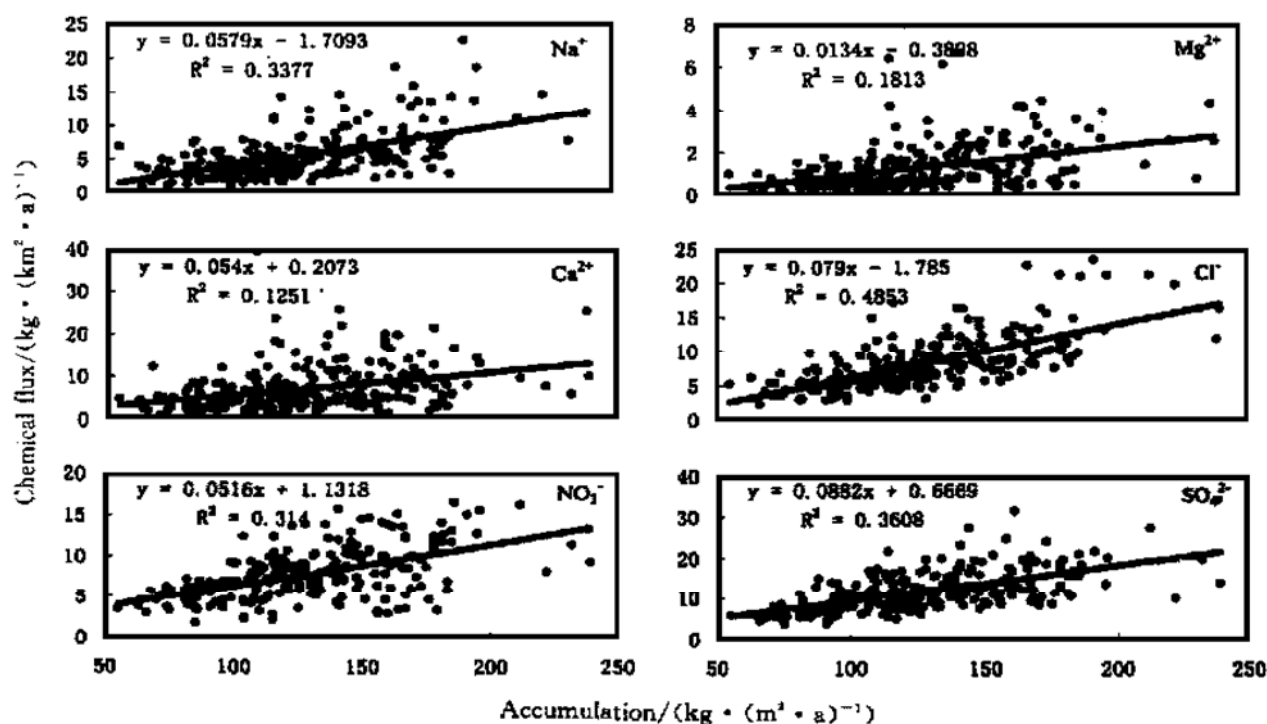 25
20
15
10
5
0
y = 0.0579x - 1.7093
R² = 0.3377
Na⁺
8
6
4
2
0
y = 0.0134x - 0.3898
R² = 0.1813
Mg²⁺
40
30
20
10
0
y = 0.054x + 0.2073
R² = 0.1251
Ca²⁺
25
20
15
10
5
0
y = 0.079x - 1.785
R² = 0.4853
Cl⁻
20
15
10
5
0
y = 0.0516x + 1.1318
R² = 0.314
NO₃⁻
40
30
20
10
0
y = 0.0882x + 0.6669
R² = 0.3608
SO₄²⁻
50 100 150 200 250
50 100 150 200 250
Chemical flux/(kg · (km² · a)⁻¹)
Accumulation/(kg · (m² · a)⁻¹)